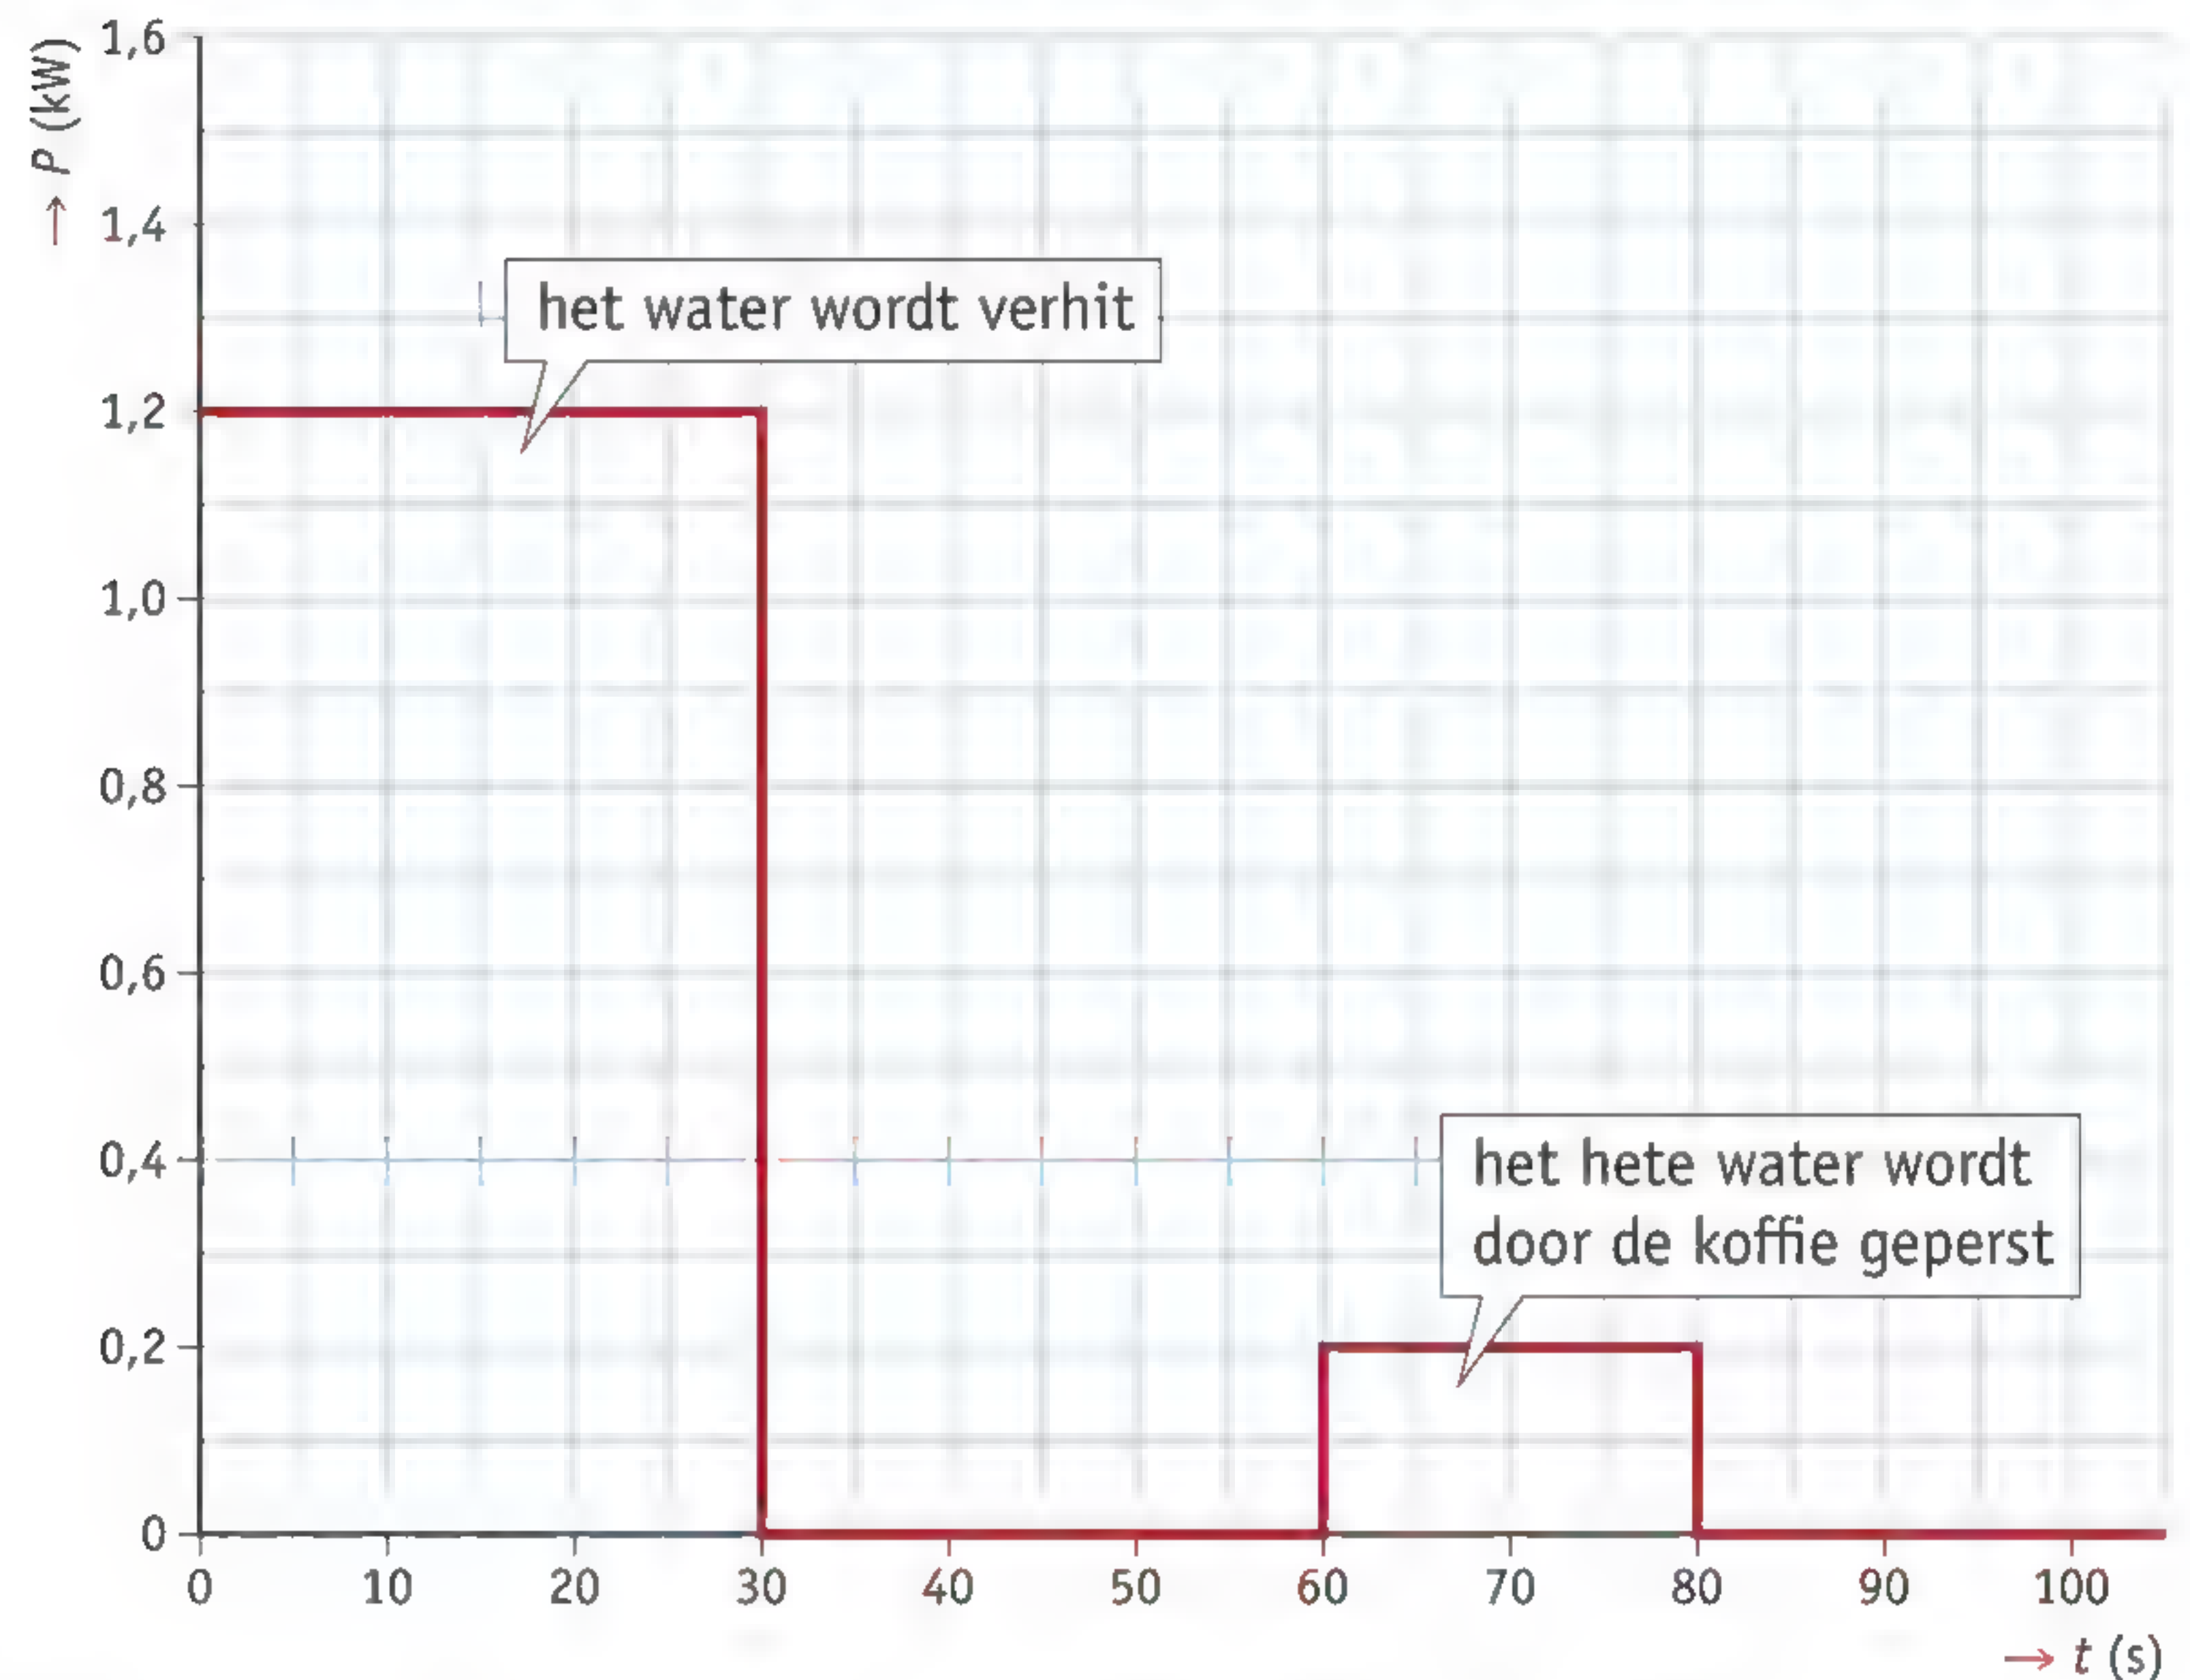 → P (kW)
1,6
1,4
1,2
1,0
0,8
0,6
0,4
0,2
0
het water wordt verhit
het hete water wordt
door de koffie geperst
0 10 20 30 40 50 60 70 80 90 100
→ t (s)